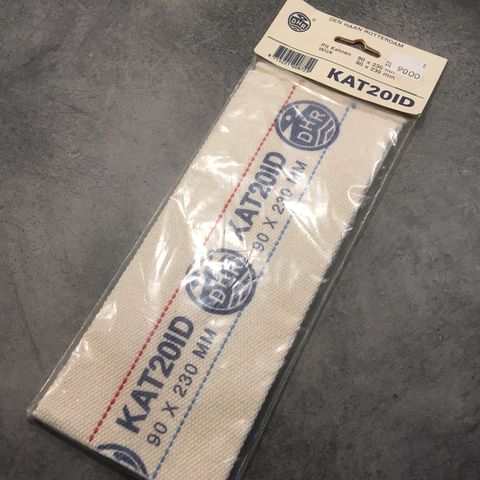 DHR
®
DEN HAAN ROTTERDAM
Pit Katoen 90 x 230 mm
Wick 90 x 230 mm
9000
KAT20ID
DHR
KAT20ID
90 X 230 MM
DHR
KAT20ID
90 X 230 MM